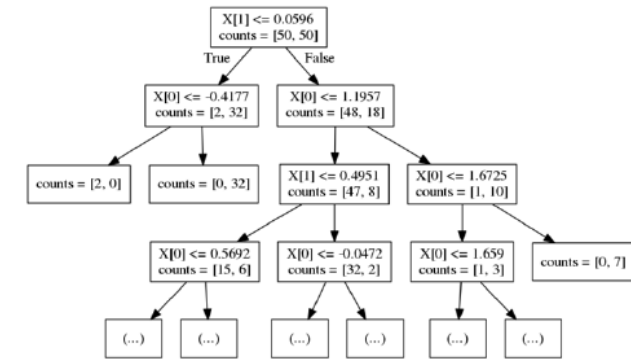 X[1] <= 0.0596
counts = [50, 50]
True
False
X[0] <= -0.4177
counts = [2, 32]
X[0] <= 1.1957
counts = [48, 18]
counts = [2, 0]
counts = [0, 32]
X[1] <= 0.4951
counts = [47, 8]
X[0] <= 1.6725
counts = [1, 10]
X[0] <= 0.5692
counts = [15, 6]
X[0] <= -0.0472
counts = [32, 2]
X[0] <= 1.659
counts = [1, 3]
counts = [0, 7]
(...)
(...)
(...)
(...)
(...)
(...)